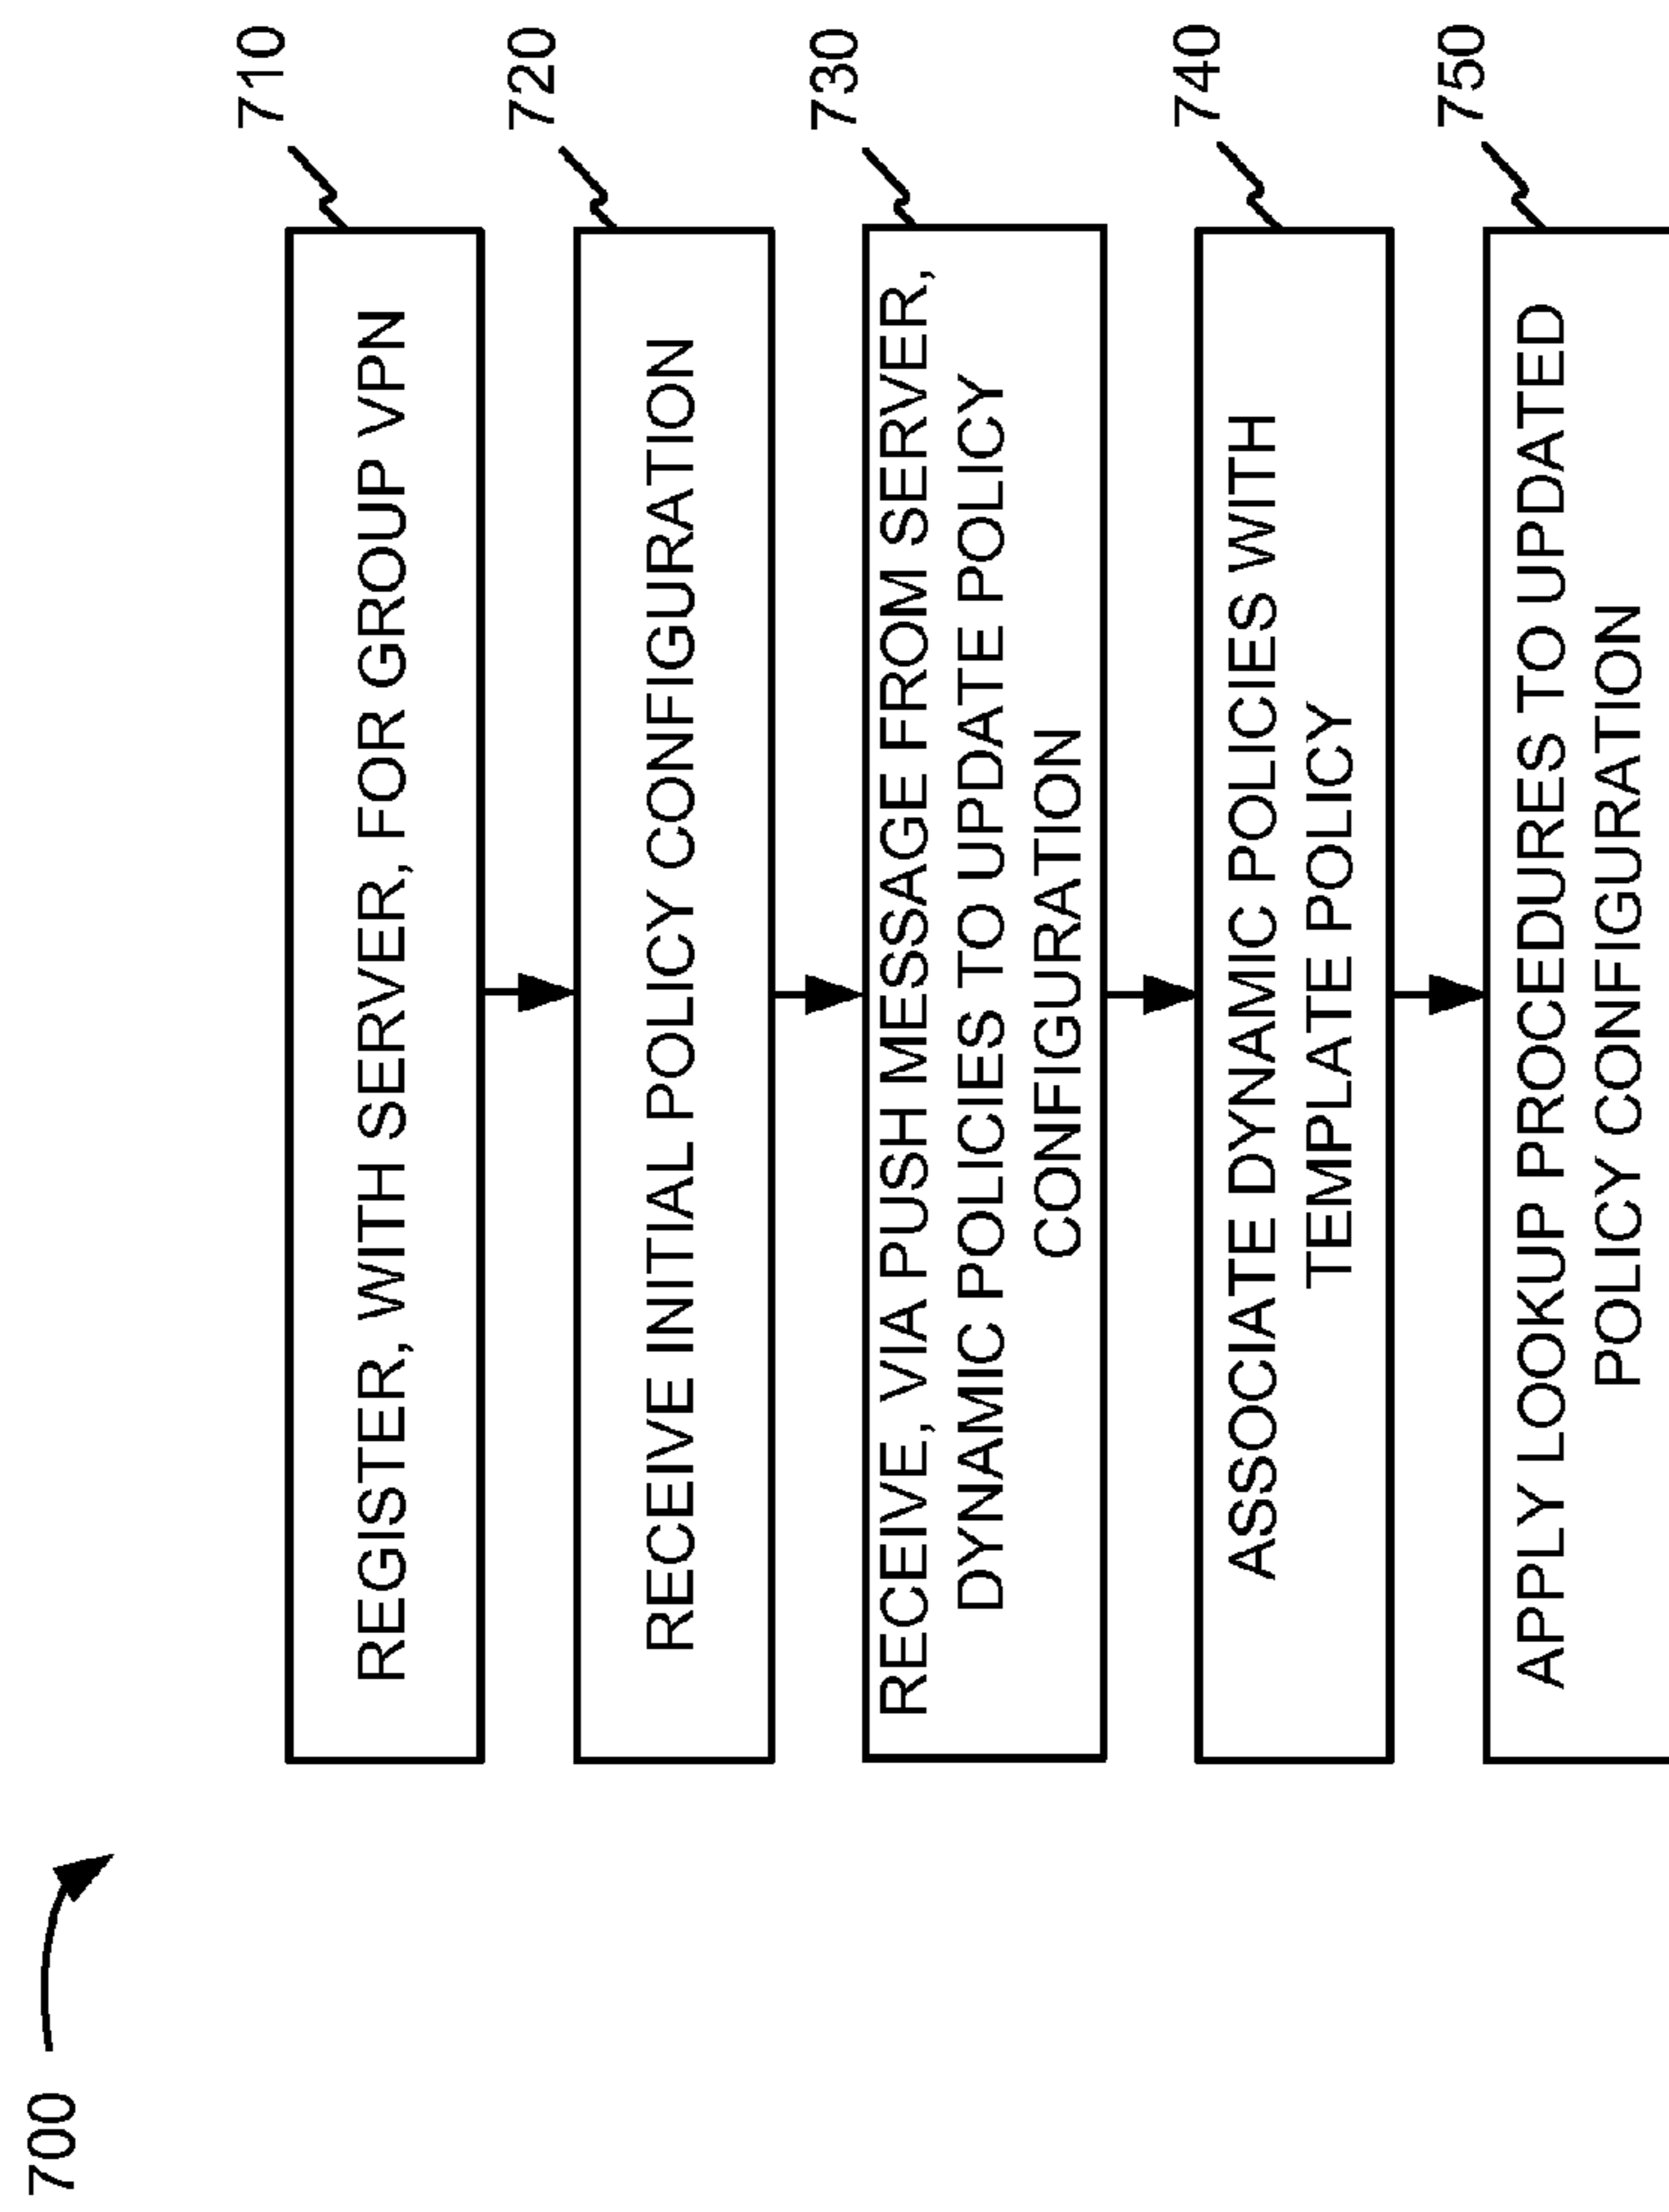 700
710
REGISTER, WITH SERVER, FOR GROUP VPN
720
RECEIVE INITIAL POLICY CONFIGURATION
730
RECEIVE, VIA PUSH MESSAGE FROM SERVER,
DYNAMIC POLICIES TO UPDATE POLICY
CONFIGURATION
740
ASSOCIATE DYNAMIC POLICIES WITH
TEMPLATE POLICY
750
APPLY LOOKUP PROCEDURES TO UPDATED
POLICY CONFIGURATION